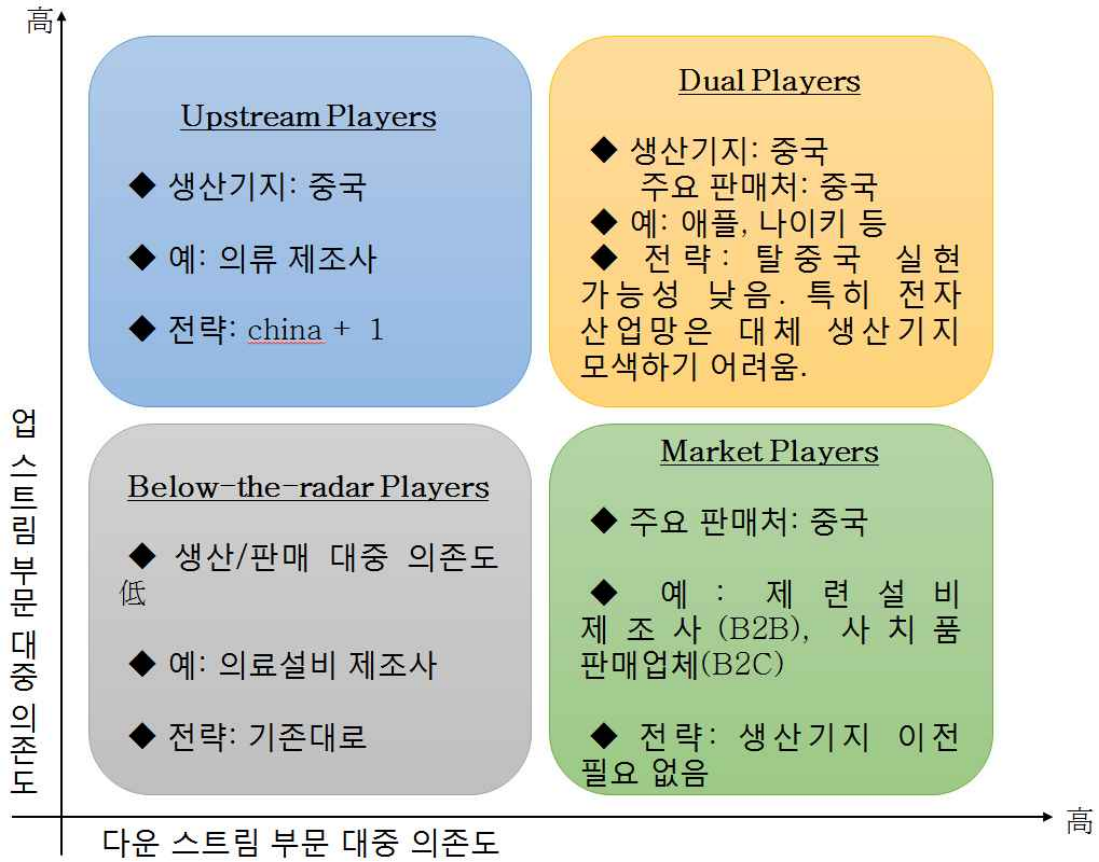 高
Upstream Players
◆ 생산기지: 중국
◆ 예: 의류 제조사
◆ 전략: china + 1
Dual Players
◆ 생산기지: 중국
주요 판매처: 중국
◆ 예: 애플, 나이키 등
◆ 전략: 탈중국 실현
가능성 낮음. 특히 전자
산업망은 대체 생산기지
모색하기 어려움.
Below-the-radar Players
◆ 생산/판매 대중 의존도
低
◆ 예: 의료설비 제조사
◆ 전략: 기존대로
Market Players
◆ 주요 판매처: 중국
◆ 예: 제련설비
제조사(B2B), 사치품
판매업체(B2C)
◆ 전략: 생산기지 이전
필요 없음
업 스트림 부문 대중 의존도
다운 스트림 부문 대중 의존도
高